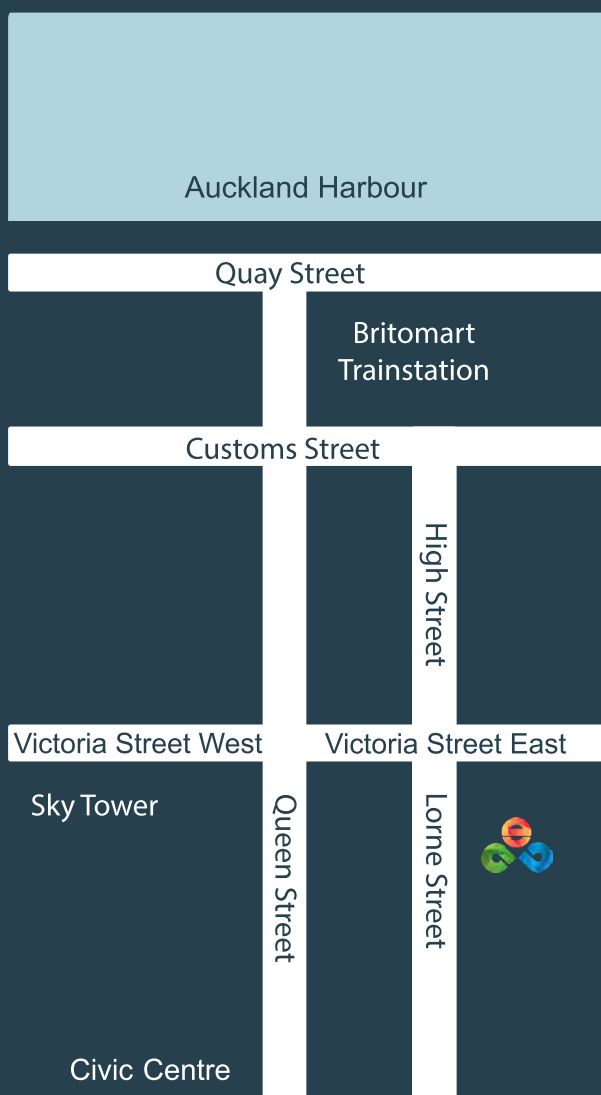 Auckland Harbour
Quay Street
Britomart
Trainstation
Customs Street
High Street
Victoria Street West
Victoria Street East
Sky Tower
Queen Street
Lorne Street
Civic Centre